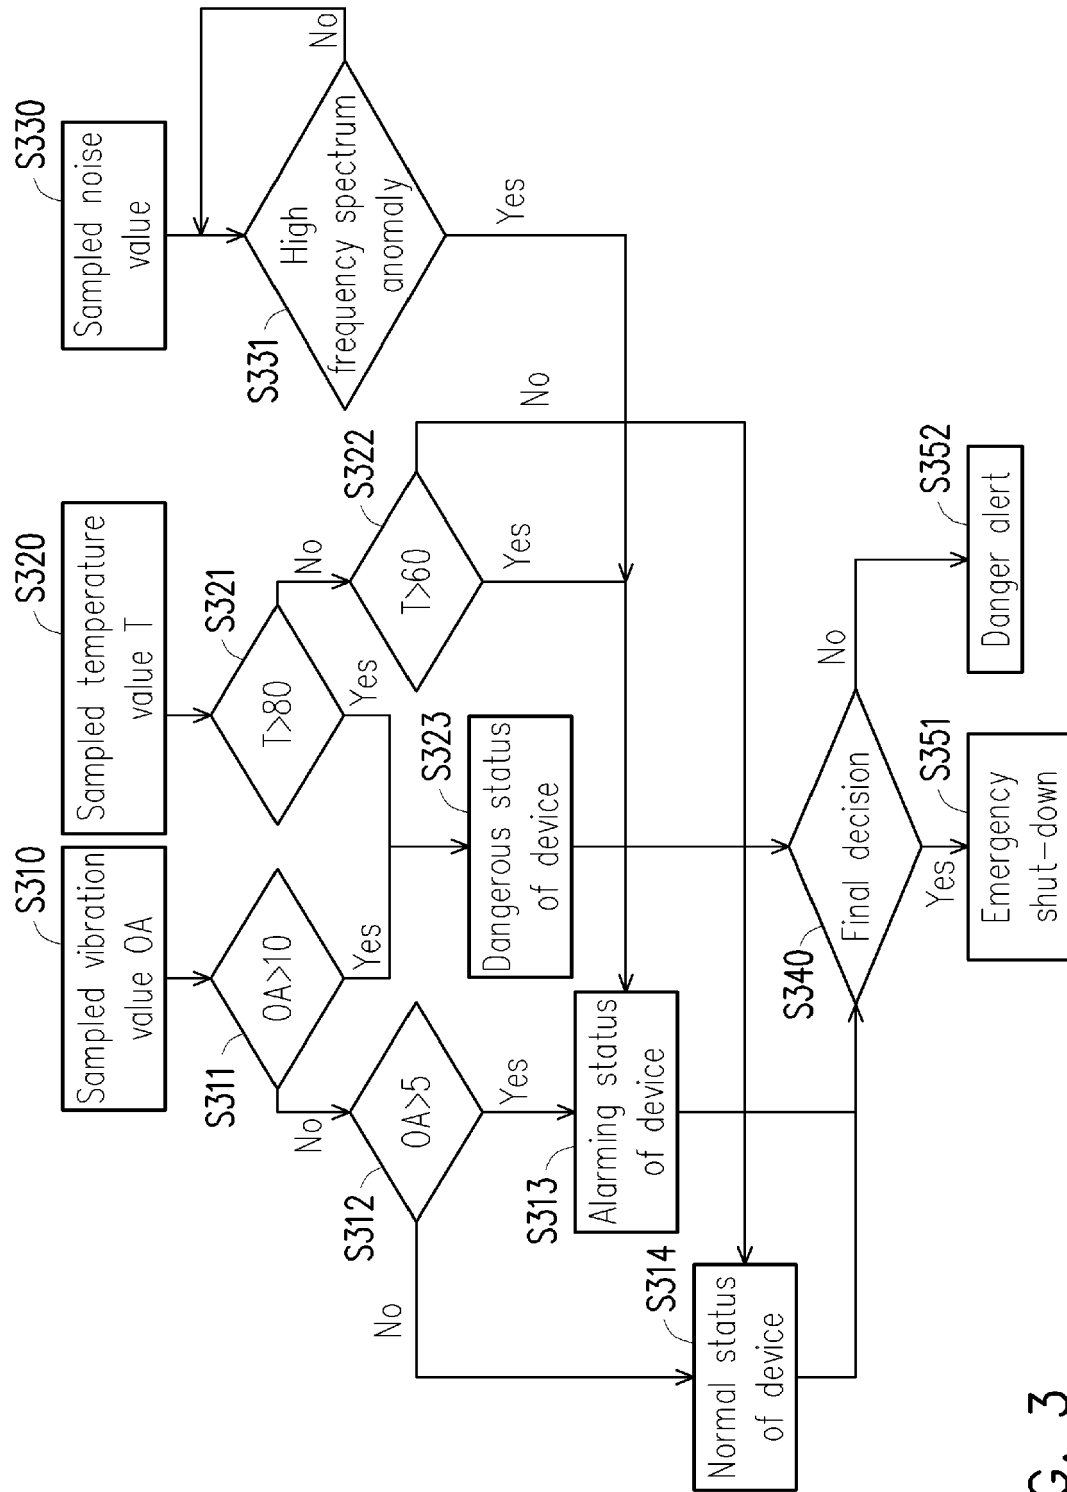 S310
Sampled vibration
value OA
S320
Sampled temperature
value T
S330
Sampled noise
value
S311
OA>10
No
Yes
S321
T>80
Yes
No
S331
High
frequency spectrum
anomaly
No
Yes
S312
OA>5
No
Yes
S322
T>60
Yes
No
S323
Dangerous status
of device
S313
Alarming status
of device
S314
Normal status
of device
S340
Final decision
Yes
No
S351
Emergency
shut-down
S352
Danger alert
G. 3